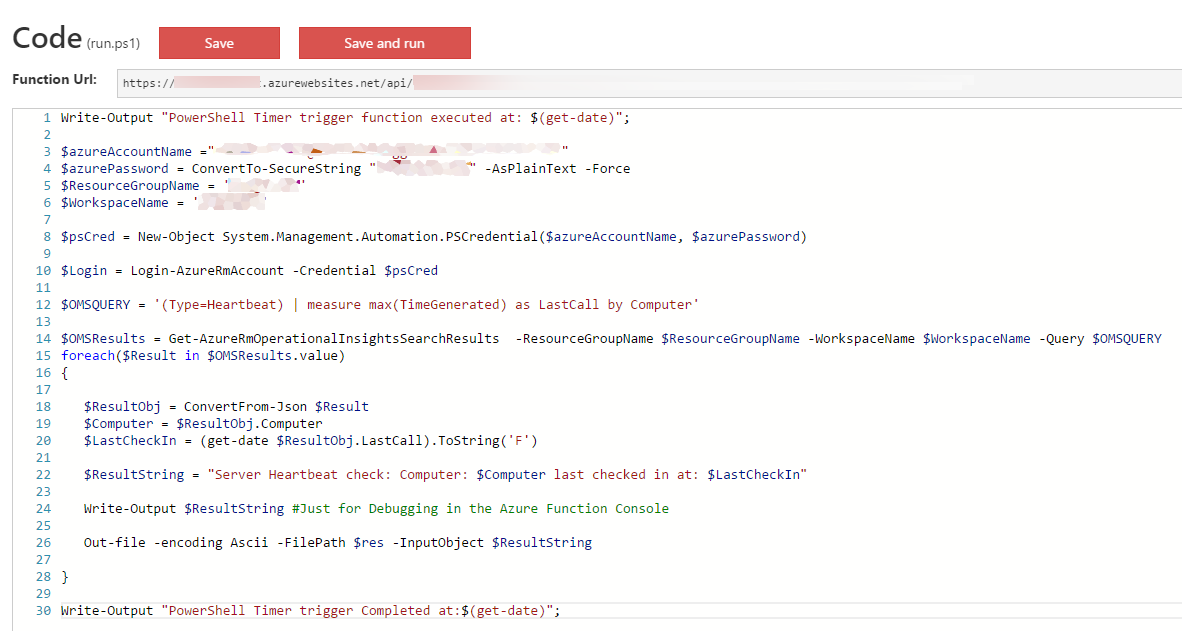 Code (run.ps1) Save Save and run
Function Url: https://.azurewebsites.net/api/
1 Write-Output "PowerShell Timer trigger function executed at: $(get-date)";
2
3 $azureAccountName =""
4 $azurePassword = ConvertTo-SecureString "" -AsPlainText -Force
5 $ResourceGroupName = ''
6 $WorkspaceName = ''
7
8 $psCred = New-Object System.Management.Automation.PSCredential($azureAccountName, $azurePassword)
9
10 $Login = Login-AzureRmAccount -Credential $psCred
11
12 $OMSQUERY = '(Type=Heartbeat) | measure max(TimeGenerated) as LastCall by Computer'
13
14 $OMSResults = Get-AzureRmOperationalInsightsSearchResults  -ResourceGroupName $ResourceGroupName -WorkspaceName $WorkspaceName -Query $OMSQUERY
15 foreach($Result in $OMSResults.value)
16 {
17
18 $ResultObj = ConvertFrom-Json $Result
19 $Computer = $ResultObj.Computer
20 $LastCheckIn = (get-date $ResultObj.LastCall).ToString('F')
21
22 $ResultString = "Server Heartbeat check: Computer: $Computer last checked in at: $LastCheckIn"
23
24 Write-Output $ResultString #Just for Debugging in the Azure Function Console
25
26 Out-file -encoding Ascii -FilePath $res -InputObject $ResultString
27
28 }
29
30 Write-Output "PowerShell Timer trigger Completed at:$(get-date)";